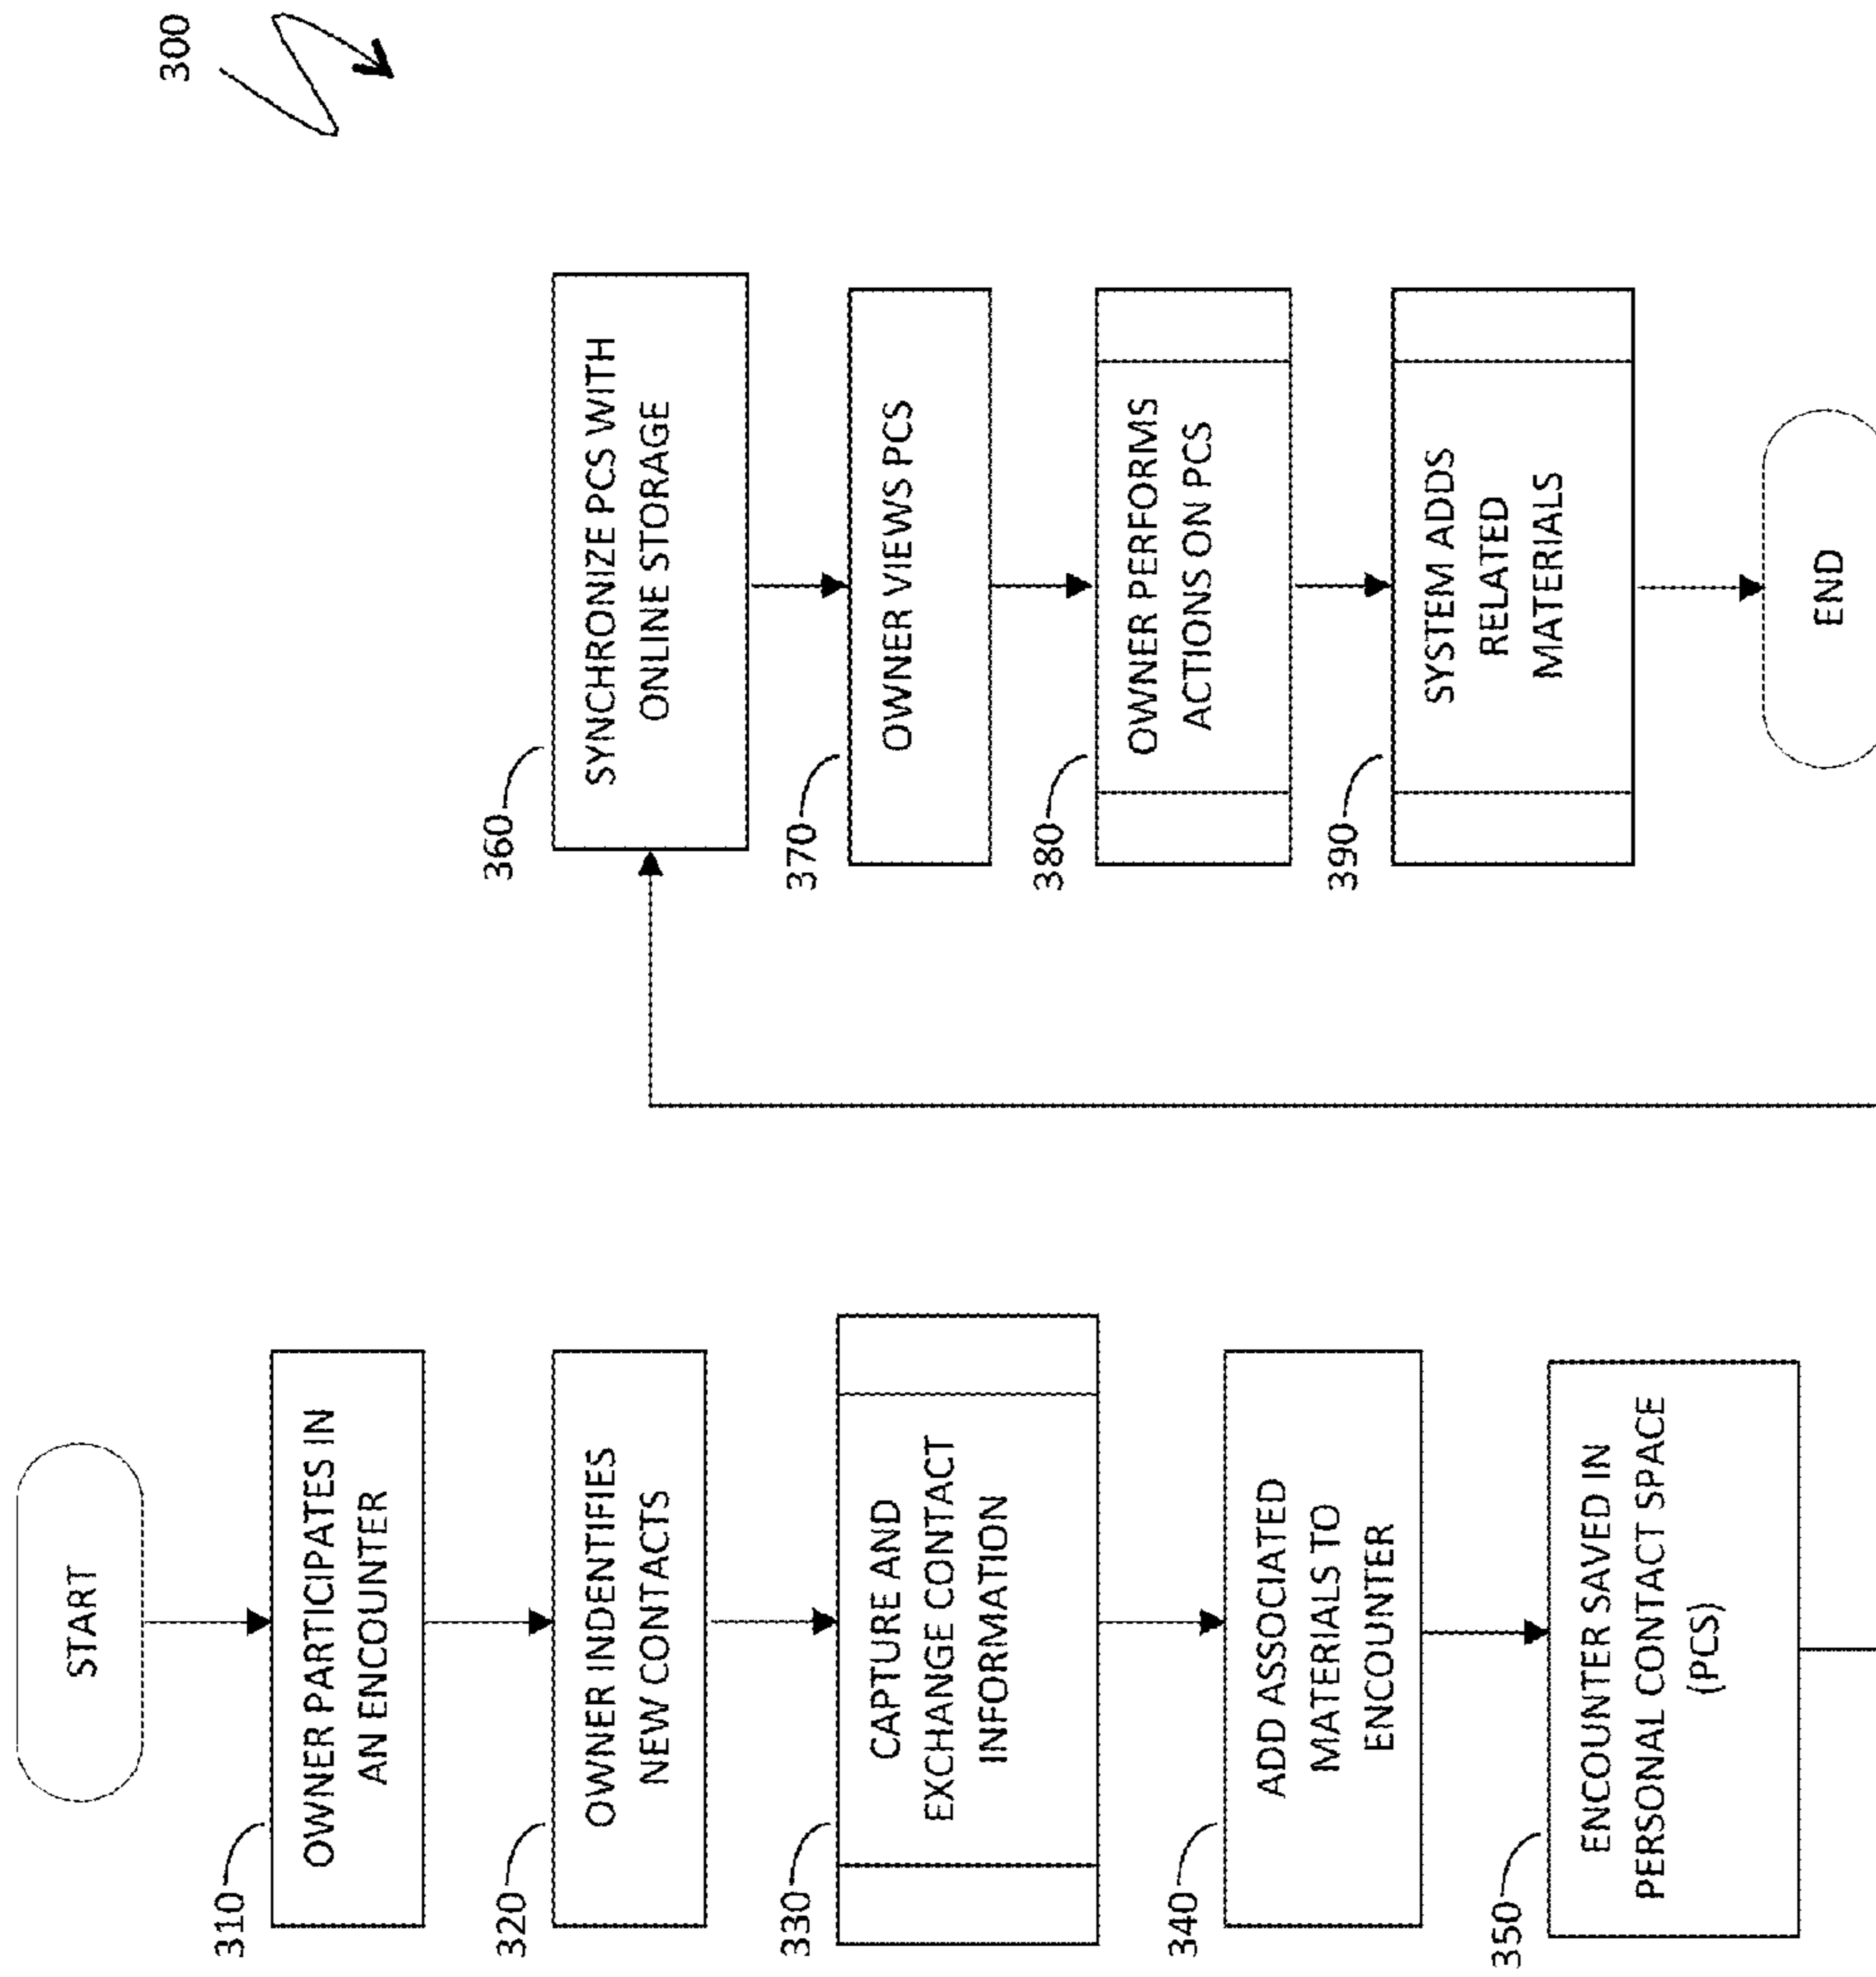 300
START
310
OWNER PARTICIPATES IN
AN ENCOUNTER
320
OWNER INDENTIFIES
NEW CONTACTS
330
CAPTURE AND
EXCHANGE CONTACT
INFORMATION
340
ADD ASSOCIATED
MATERIALS TO
ENCOUNTER
350
ENCOUNTER SAVED IN
PERSONAL CONTACT SPACE
(PCS)
360
SYNCHRONIZE PCS WITH
ONLINE STORAGE
370
OWNER VIEWS PCS
380
OWNER PERFORMS
ACTIONS ON PCS
390
SYSTEM ADDS
RELATED
MATERIALS
END